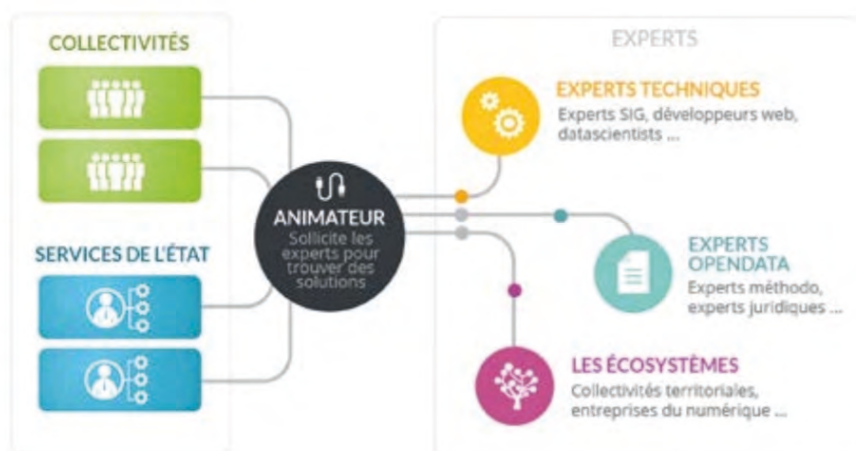 COLLECTIVITÉS
SERVICES DE L'ÉTAT
ANIMATEUR
Sollicite les
experts pour
trouver des
solutions
EXPERTS
EXPERTS TECHNIQUES
Experts SIG, développeurs web,
datascientists ...
EXPERTS
OPENDATA
Experts méthodo,
experts juridiques ...
LES ÉCOSYSTÈMES
Collectivités territoriales,
entreprises du numérique ...